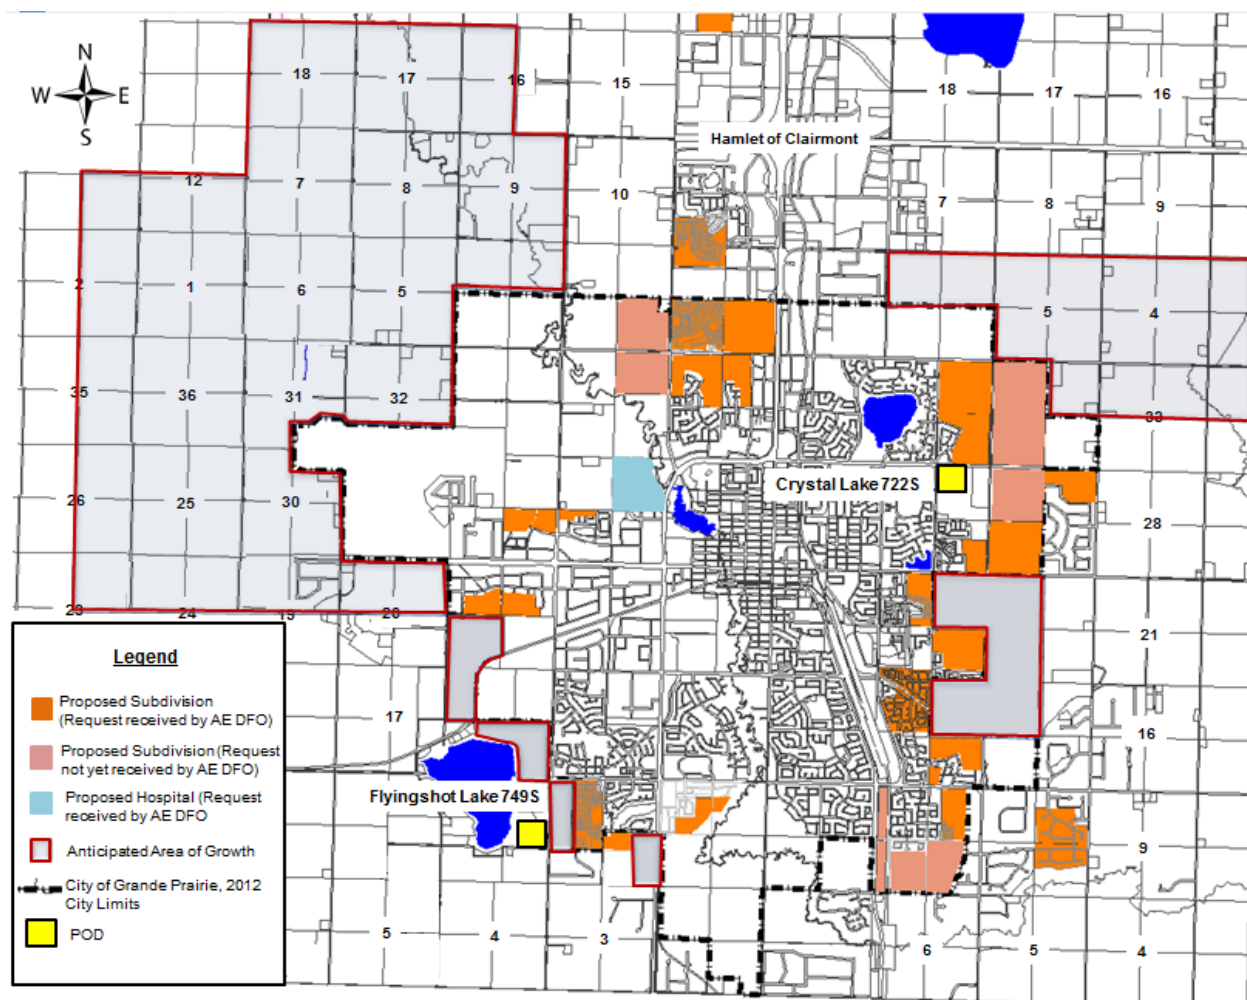 N
W E
S
18 17 16 15 18 17 16
Hamlet of Clairmont
12 7 8 9 10 7 8 9
2 1 6 5 5 4
35 36 31 32 33
Crystal Lake 722S
26 25 30 28
23 24 19 20 21
17 16
Flyingshot Lake 749S
9
5 4 3 6 5 4
Legend
Proposed Subdivision
(Request received by AE DFO)
Proposed Subdivision (Request
not yet received by AE DFO)
Proposed Hospital (Request
received by AE DFO
Anticipated Area of Growth
City of Grande Prairie, 2012
City Limits
POD